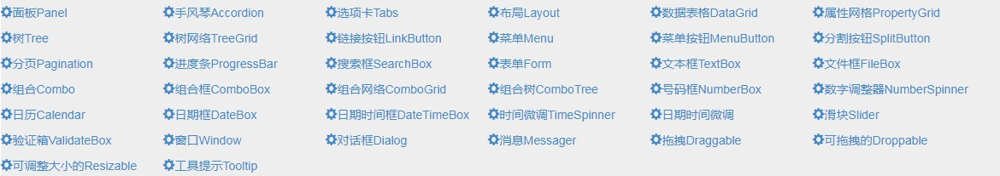 面板Panel 手风琴Accordion 选项卡Tabs 布局Layout 数据表格DataGrid 属性网格PropertyGrid
树Tree 树网络TreeGrid 链接按钮LinkButton 菜单Menu 菜单按钮MenuButton 分割按钮SplitButton
分页Pagination 进度条ProgressBar 搜索框SearchBox 表单Form 文本框TextBox 文件框FileBox
组合Combo 组合框ComboBox 组合网络ComboGrid 组合树ComboTree 号码框NumberBox 数字调整器NumberSpinner
日历Calendar 日期框DateBox 日期时间框DateTimeBox 时间微调TimeSpinner 日期时间微调 滑块Slider
验证箱ValidateBox 窗口Window 对话框Dialog 消息Messager 拖拽Draggable 可拖拽的Droppable
可调整大小的Resizable 工具提示Tooltip